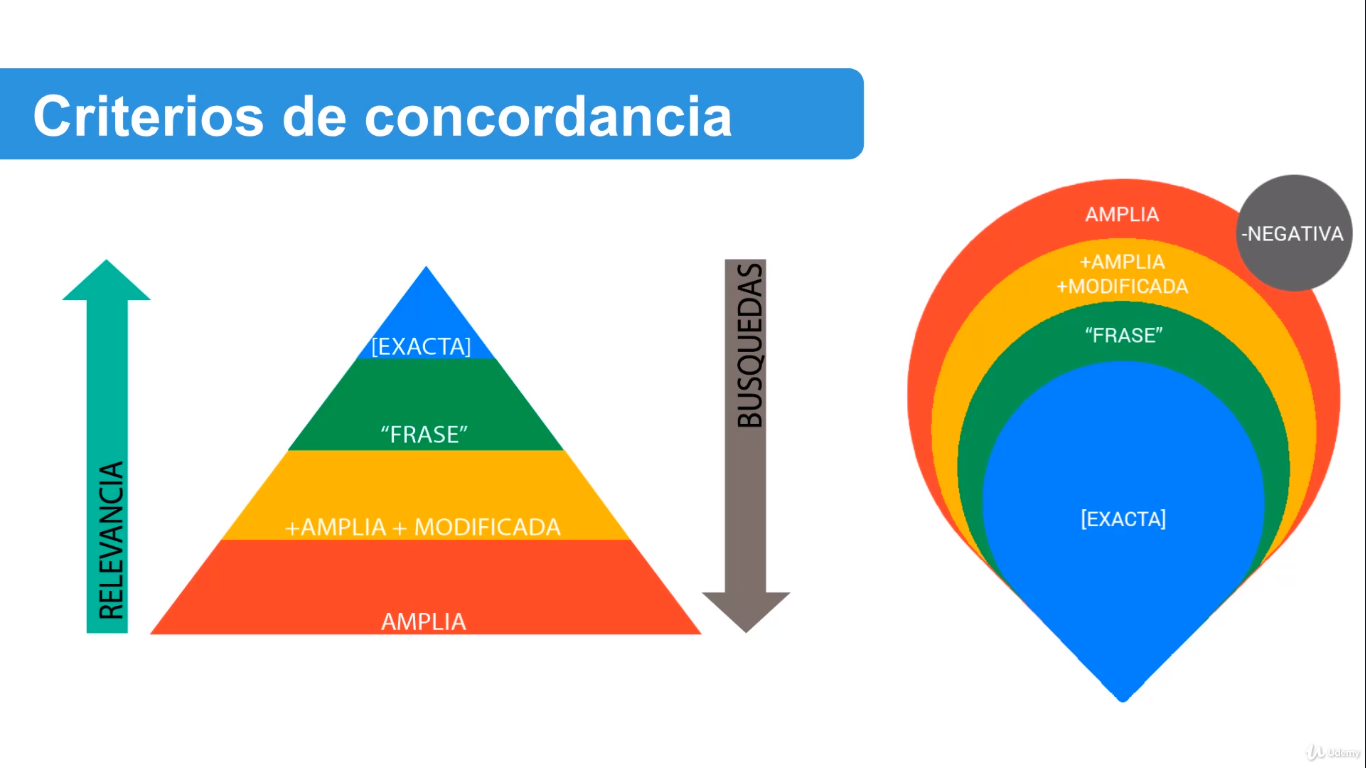 Criterios de concordancia
RELEVANCIA
[EXACTA]
“FRASE”
+AMPLIA + MODIFICADA
AMPLIA
BUSQUEDAS
AMPLIA
+AMPLIA
+MODIFICADA
“FRASE”
[EXACTA]
-NEGATIVA
Udemy